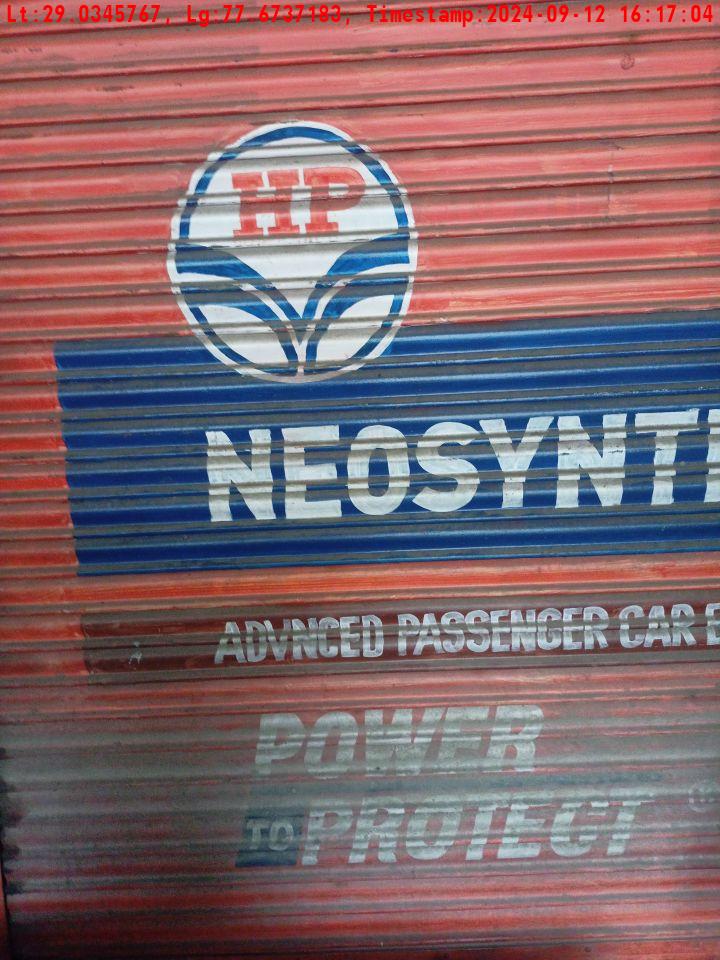 Lt:29 0345767, Lg:77 6737183, Timestamp:2024-09-12 16:17:04
HP
NEOSYNT
ADVNCED PASSENGER CAR E
POWER
TO PROTECT